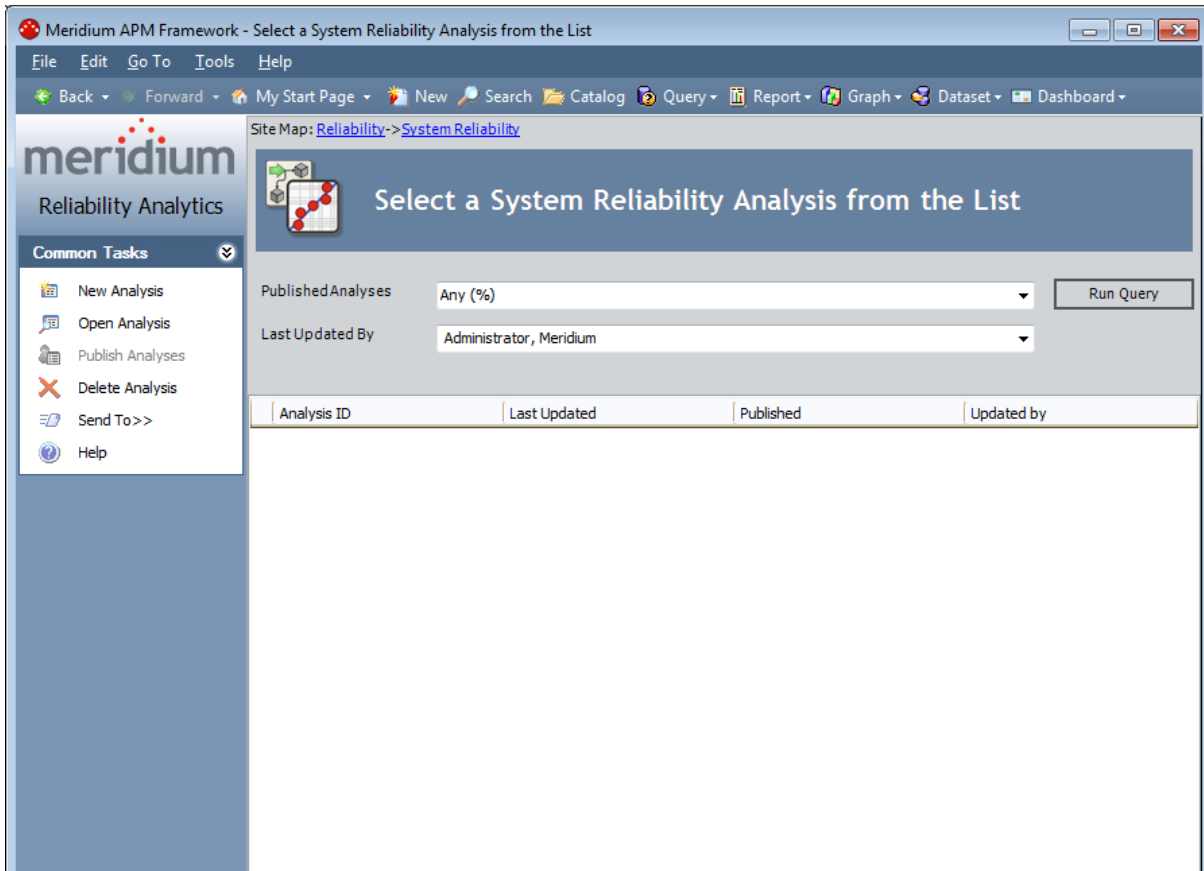 Meridium APM Framework - Select a System Reliability Analysis from the List
File Edit Go To Tools Help
Back Forward My Start Page New Search Catalog Query Report Graph Dataset Dashboard
meridium
Reliability Analytics
Common Tasks
New Analysis
Open Analysis
Publish Analyses
Delete Analysis
Send To>>
Help
Site Map: Reliability->System Reliability
Select a System Reliability Analysis from the List
Published Analyses Any (%) Run Query
Last Updated By Administrator, Meridium
Analysis ID Last Updated Published Updated by